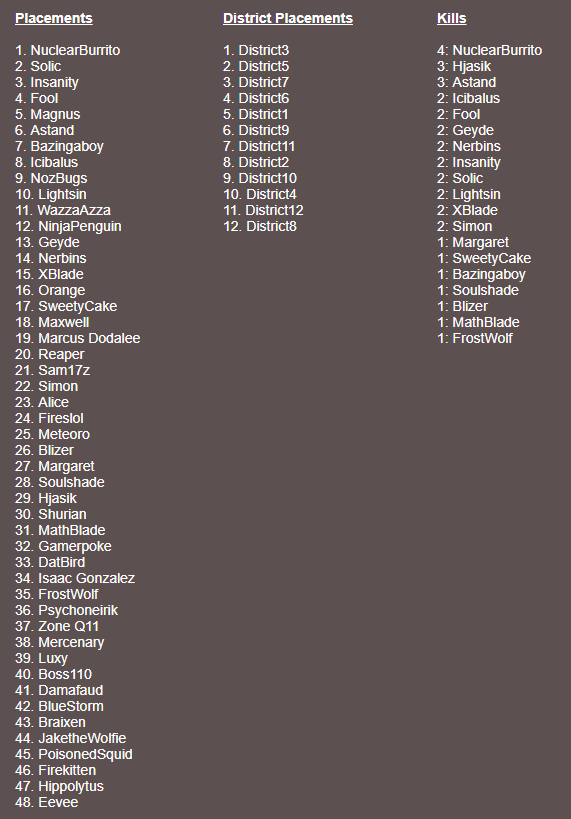 Placements
1. NuclearBurrito
2. Solic
3. Insanity
4. Fool
5. Magnus
6. Astand
7. Bazingaboy
8. Icibalus
9. NozBugs
10. Lightsin
11. WazzaAzza
12. NinjaPenguin
13. Geyde
14. Nerbins
15. XBlade
16. Orange
17. SweetyCake
18. Maxwell
19. Marcus Dodalee
20. Reaper
21. Sam17z
22. Simon
23. Alice
24. Fireslol
25. Meteoro
26. Blizer
27. Margaret
28. Soulshade
29. Hjasik
30. Shurian
31. MathBlade
32. Gamerpoke
33. DatBird
34. Isaac Gonzalez
35. FrostWolf
36. Psychoneirik
37. Zone Q11
38. Mercenary
39. Luxy
40. Boss110
41. Damafaud
42. BlueStorm
43. Braixen
44. JaketheWolfie
45. PoisonedSquid
46. Firekitten
47. Hippolytus
48. Eevee
District Placements
1. District3
2. District5
3. District7
4. District6
5. District1
6. District9
7. District11
8. District2
9. District10
10. District4
11. District12
12. District8
Kills
4: NuclearBurrito
3: Hjasik
3: Astand
2: Icibalus
2: Fool
2: Geyde
2: Nerbins
2: Insanity
2: Solic
2: Lightsin
2: XBlade
2: Simon
1: Margaret
1: SweetyCake
1: Bazingaboy
1: Soulshade
1: Blizer
1: MathBlade
1: FrostWolf